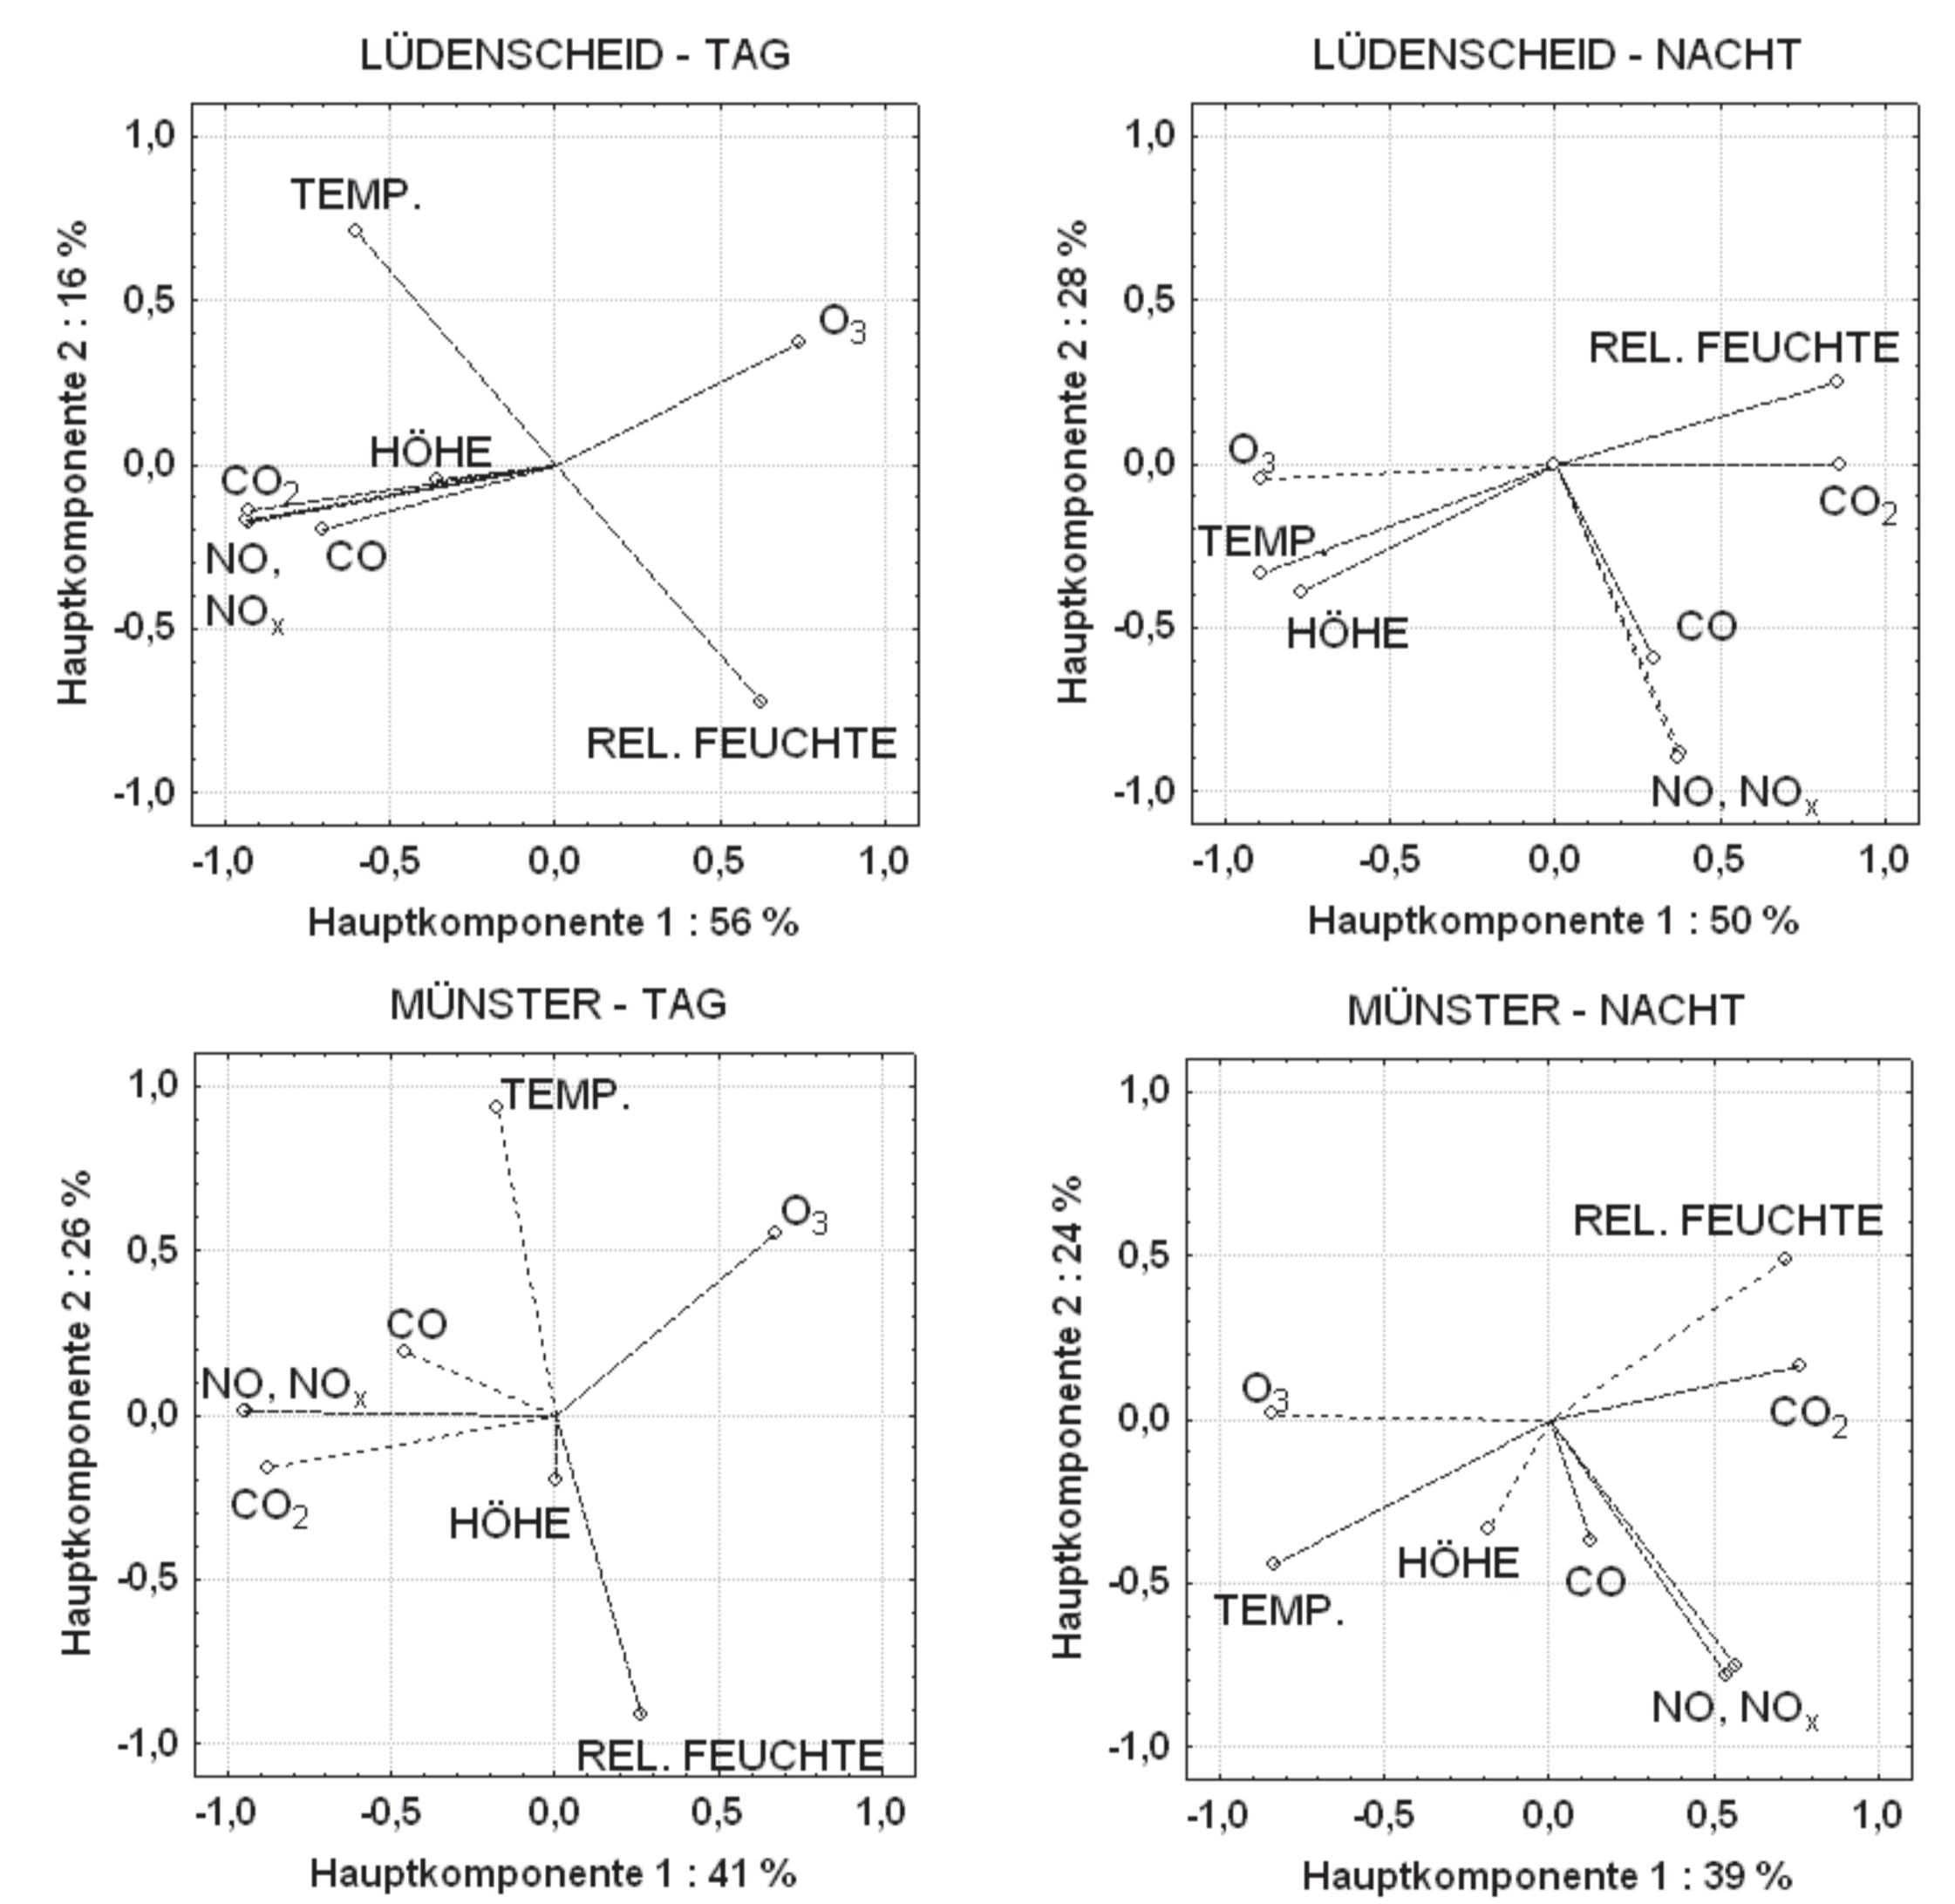 LÜDENSCHEID - TAG
Hauptkomponente 2 : 16 %
1,0
0,5
0,0
-0,5
-1,0
TEMP.
O₃
HÖHE
CO₂
NO,
NOₓ
CO
REL. FEUCHTE
-1,0 -0,5 0,0 0,5 1,0
Hauptkomponente 1 : 56 %
LÜDENSCHEID - NACHT
Hauptkomponente 2 : 28 %
1,0
0,5
0,0
-0,5
-1,0
REL. FEUCHTE
O₃
CO₂
TEMP.
HÖHE
CO
NO, NOₓ
-1,0 -0,5 0,0 0,5 1,0
Hauptkomponente 1 : 50 %
MÜNSTER - TAG
Hauptkomponente 2 : 26 %
1,0
0,5
0,0
-0,5
-1,0
TEMP.
O₃
CO
NO, NOₓ
CO₂
HÖHE
REL. FEUCHTE
-1,0 -0,5 0,0 0,5 1,0
Hauptkomponente 1 : 41 %
MÜNSTER - NACHT
Hauptkomponente 2 : 24 %
1,0
0,5
0,0
-0,5
-1,0
REL. FEUCHTE
O₃
CO₂
HÖHE
CO
TEMP.
NO, NOₓ
-1,0 -0,5 0,0 0,5 1,0
Hauptkomponente 1 : 39 %